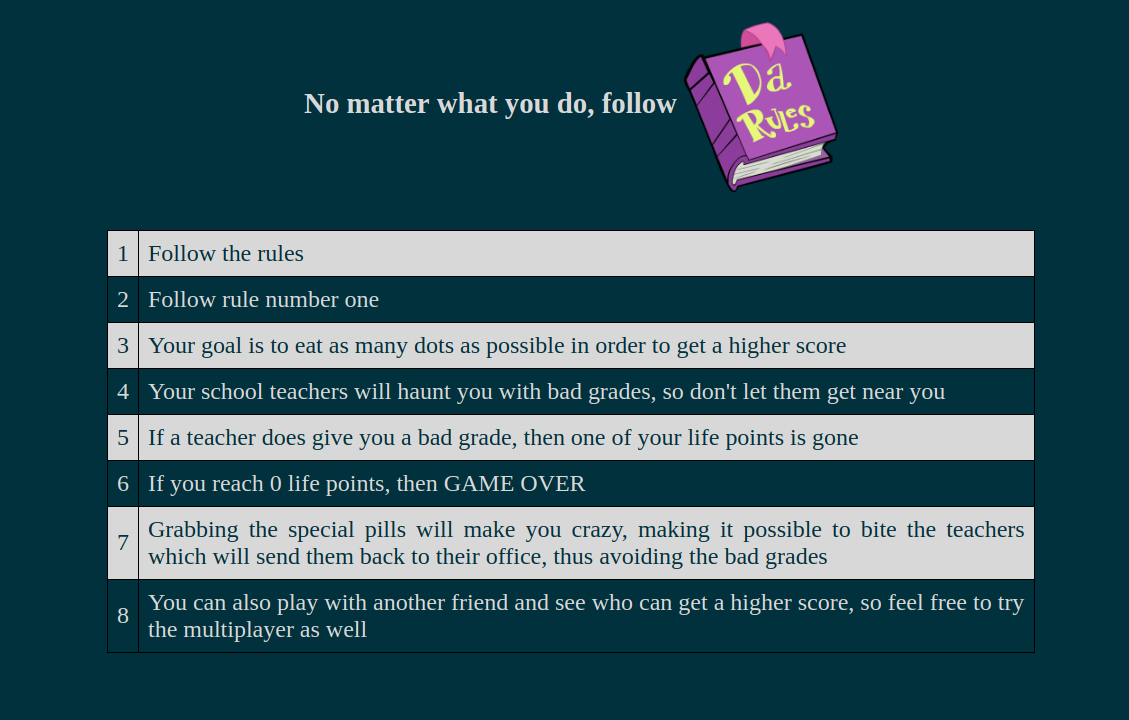 No matter what you do, follow
Da
Rules
1 Follow the rules
2 Follow rule number one
3 Your goal is to eat as many dots as possible in order to get a higher score
4 Your school teachers will haunt you with bad grades, so don't let them get near you
5 If a teacher does give you a bad grade, then one of your life points is gone
6 If you reach 0 life points, then GAME OVER
7 Grabbing the special pills will make you crazy, making it possible to bite the teachers
which will send them back to their office, thus avoiding the bad grades
8 You can also play with another friend and see who can get a higher score, so feel free to try
the multiplayer as well